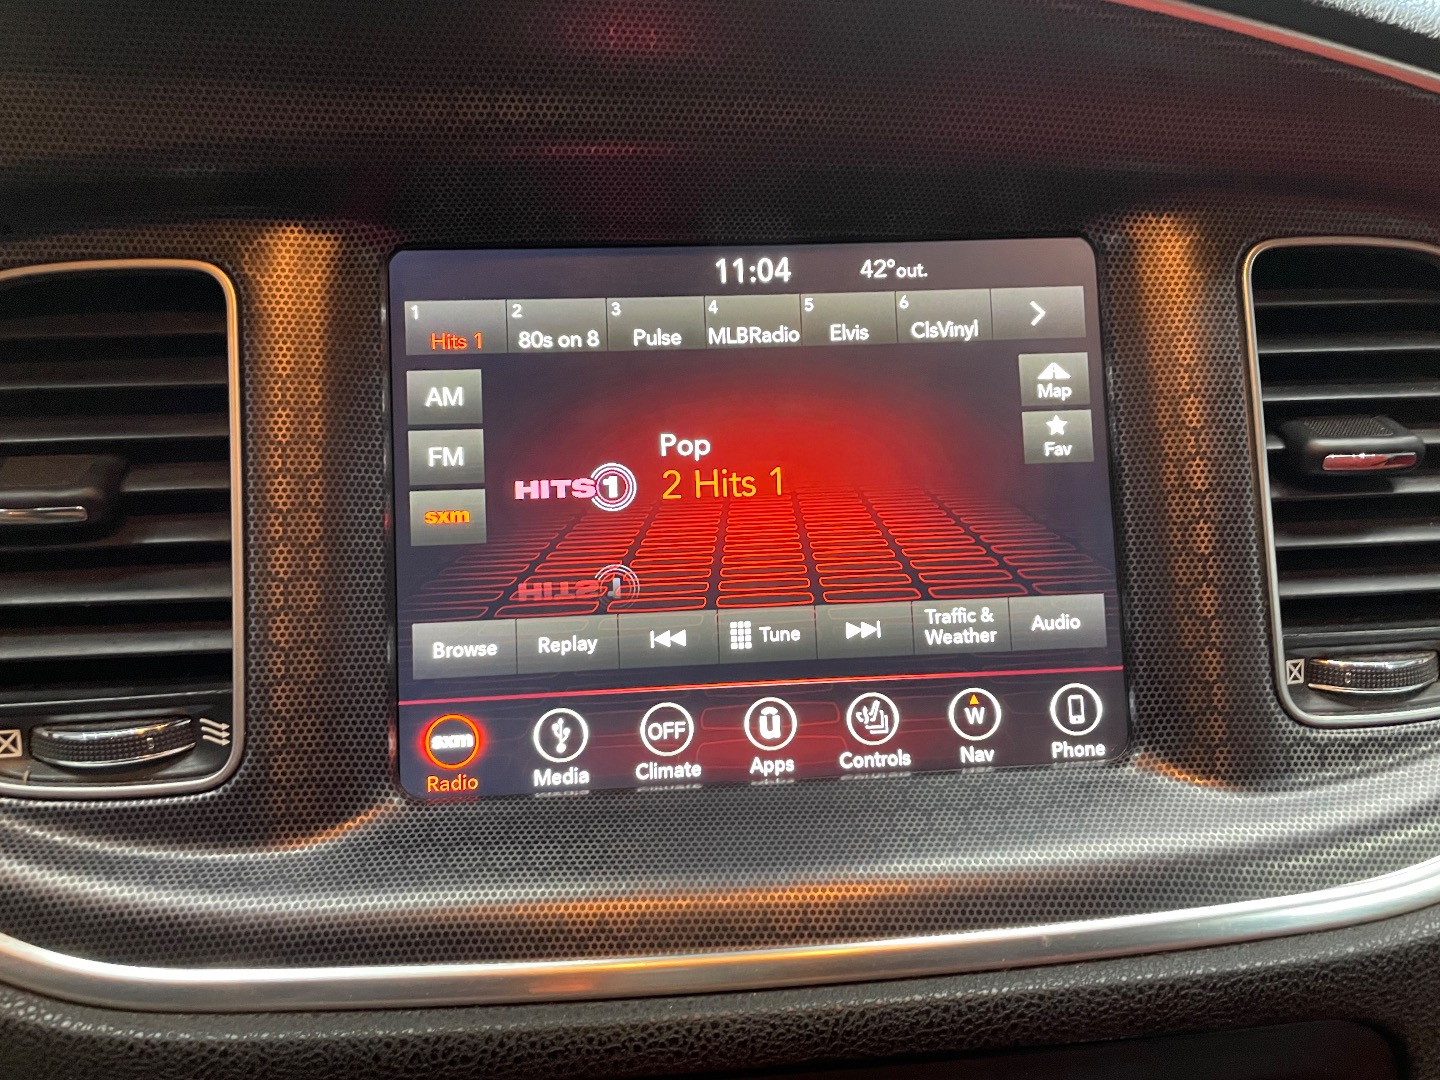 11:04 42°out.
1 Hits 1
2 80s on 8
3 Pulse
4 MLBRadio
5 Elvis
6 ClsVinyl
AM
Map
FM
Fav
sxm
HITS 1
Pop
2 Hits 1
Browse
Replay
Tune
Traffic &
Weather
Audio
sxm
Radio
Media
OFF
Climate
ü
Apps
Controls
W
Nav
Phone